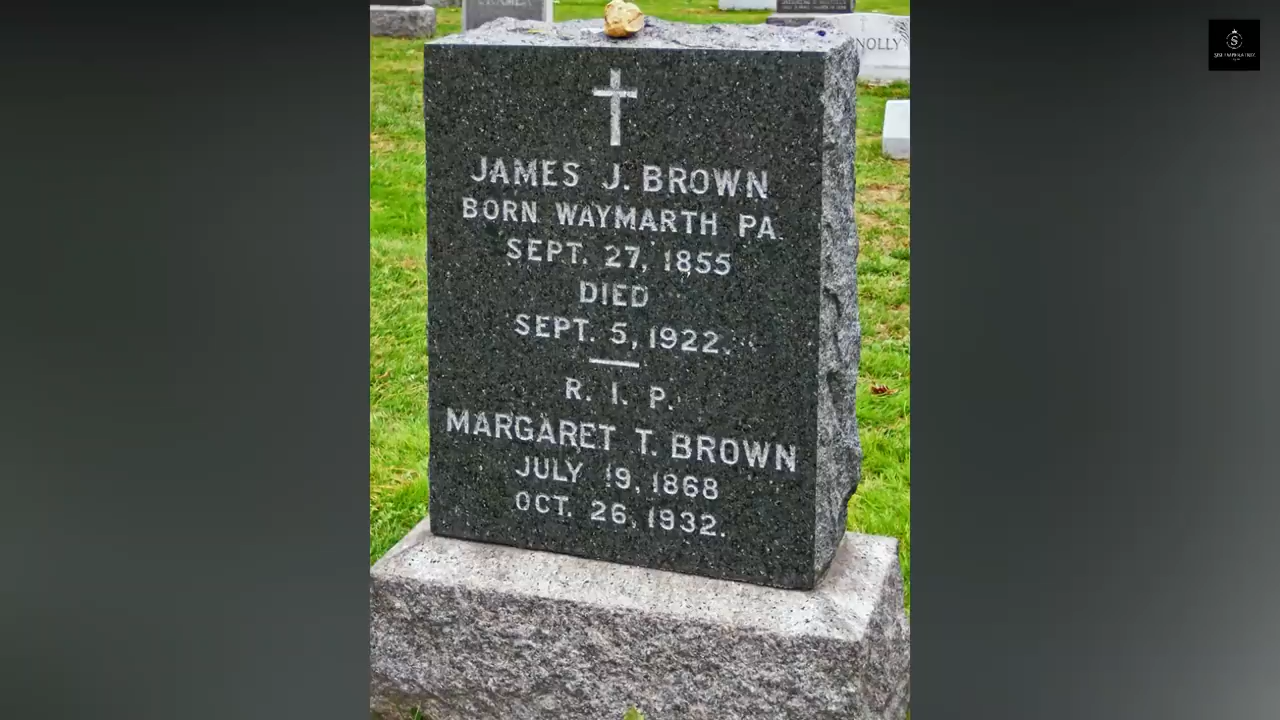 JAMES J. BROWN
BORN WAYMARTH PA.
SEPT. 27, 1855
DIED
SEPT. 5, 1922.
R. I. P.
MARGARET T. BROWN
JULY 19, 1868
OCT. 26, 1932.
NOLLY
S